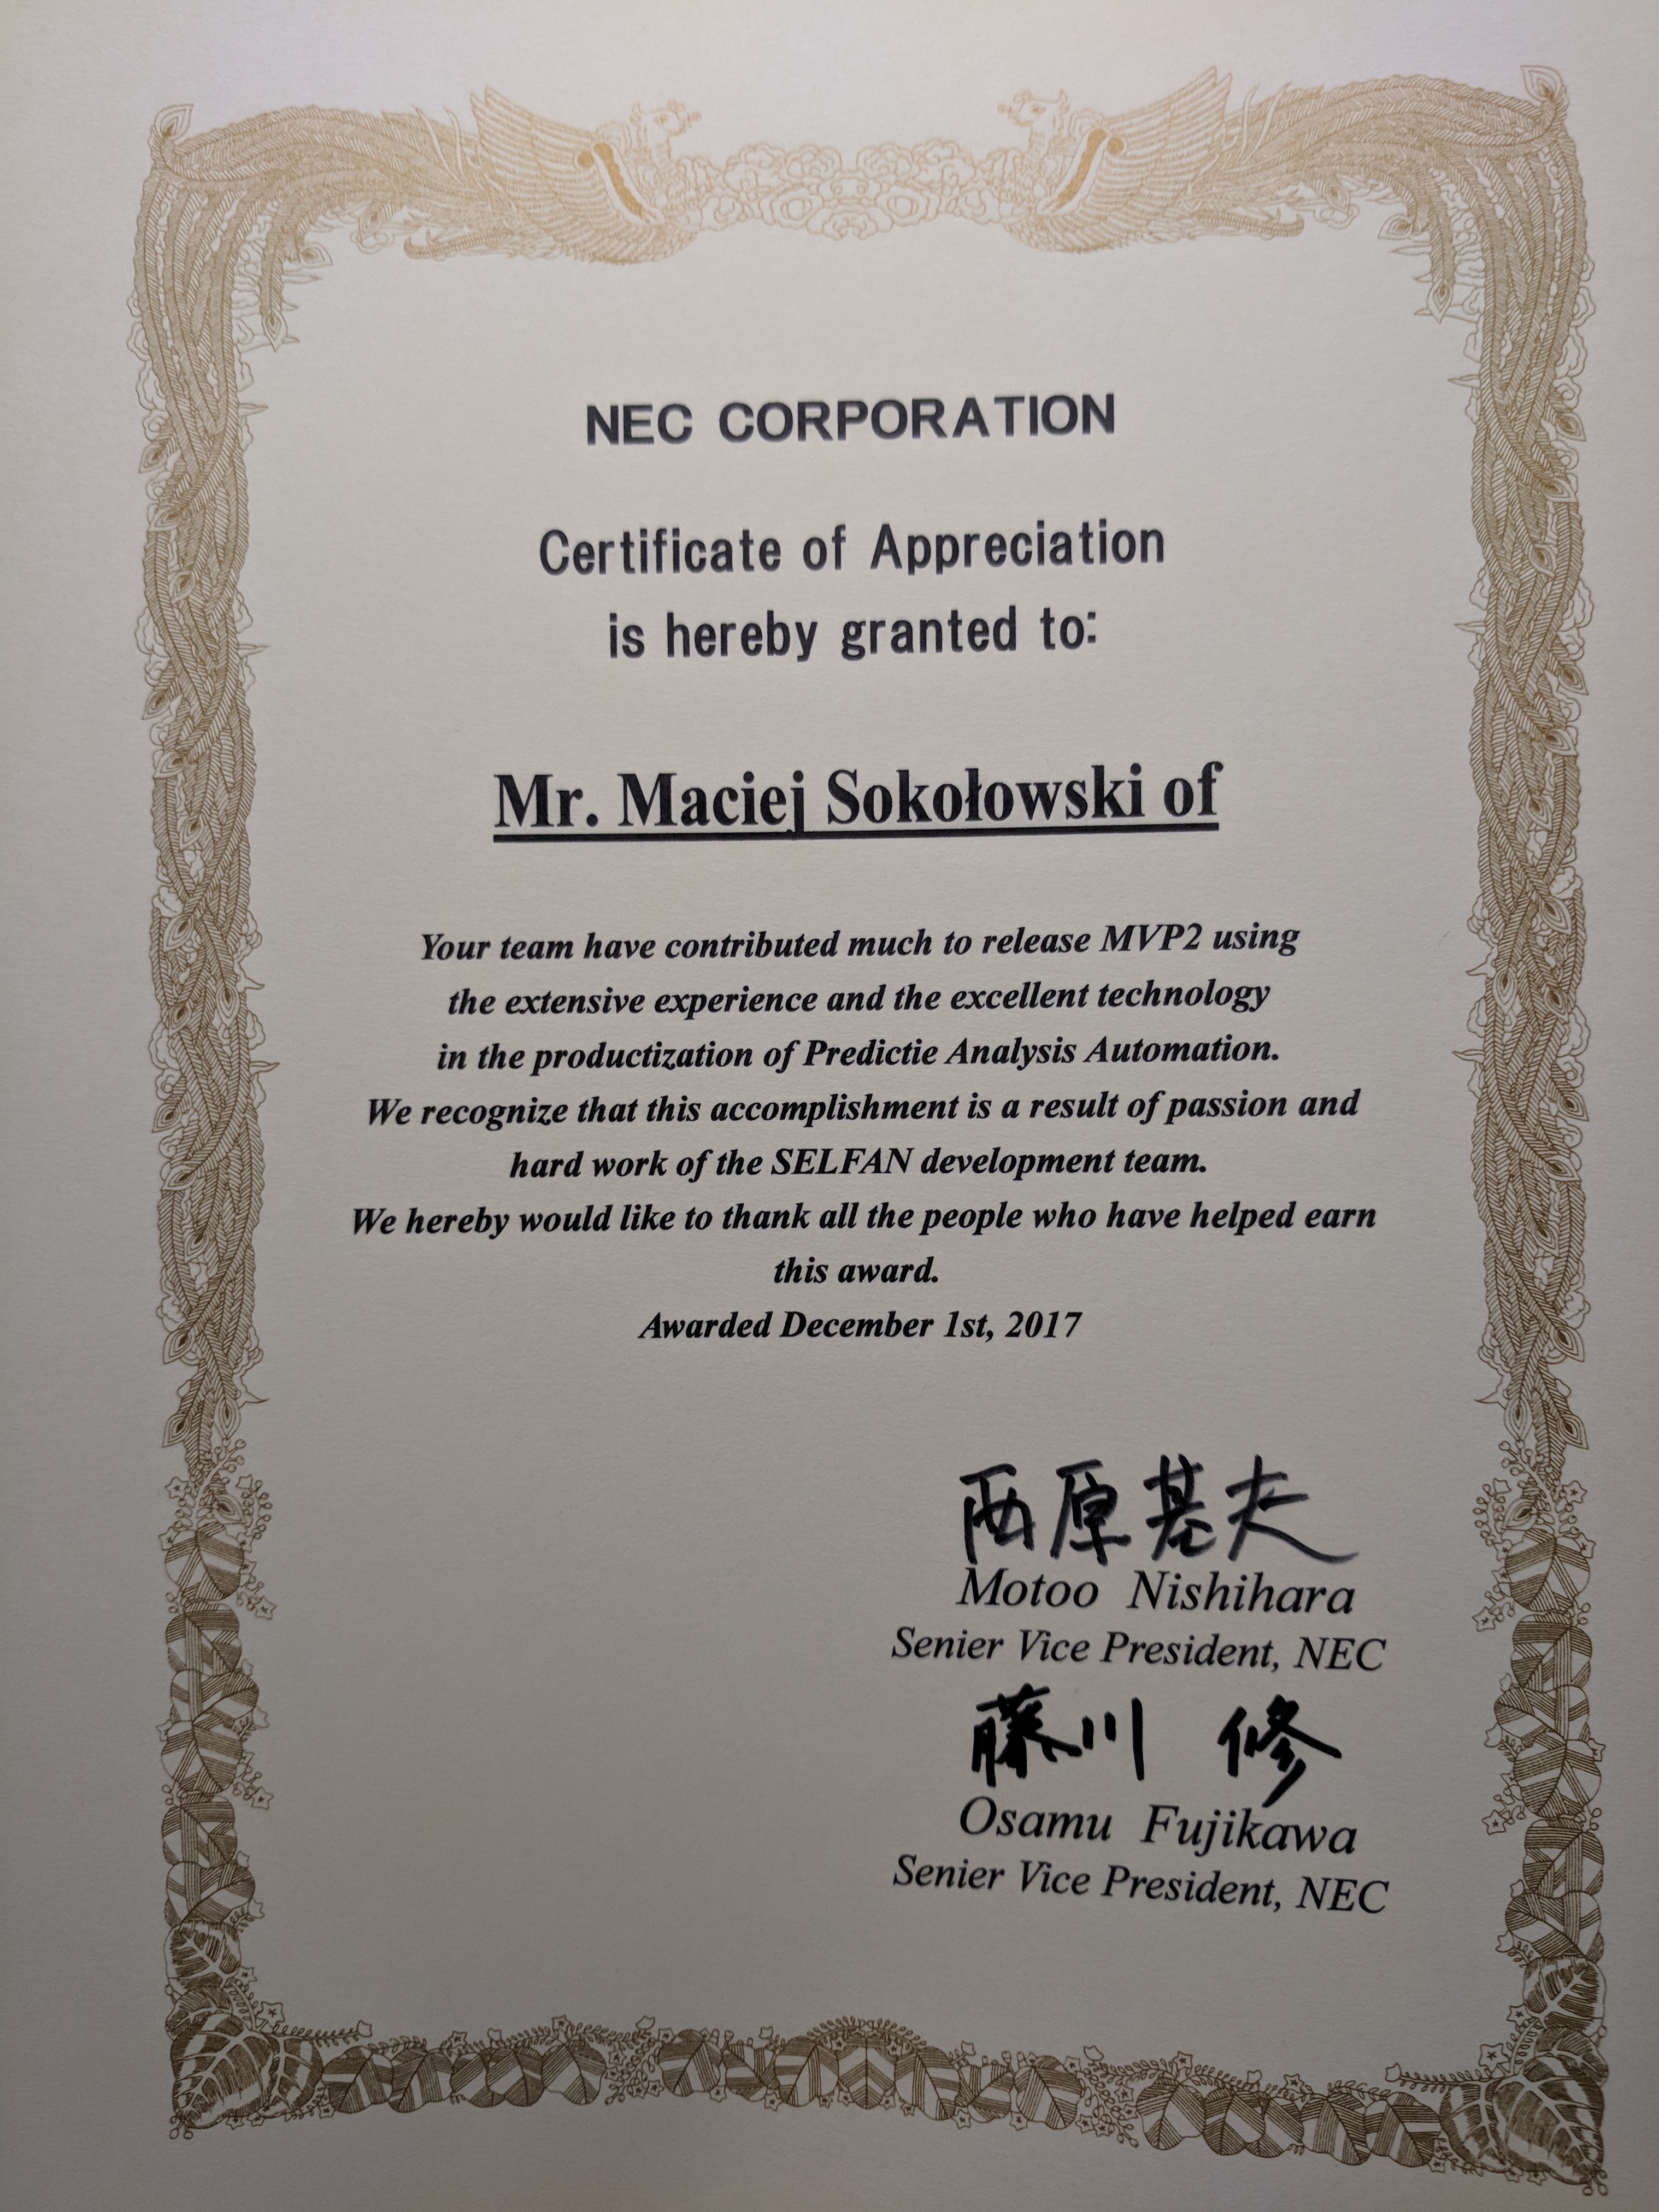 NEC CORPORATION
Certificate of Appreciation
is hereby granted to:
Mr. Maciej Sokołowski of
Your team have contributed much to release MVP2 using
the extensive experience and the excellent technology
in the productization of Predictie Analysis Automation.
We recognize that this accomplishment is a result of passion and
hard work of the SELFAN development team.
We hereby would like to thank all the people who have helped earn
this award.
Awarded December 1st, 2017
西原基夫
Motoo Nishihara
Senier Vice President, NEC
藤川 修
Osamu Fujikawa
Senier Vice President, NEC